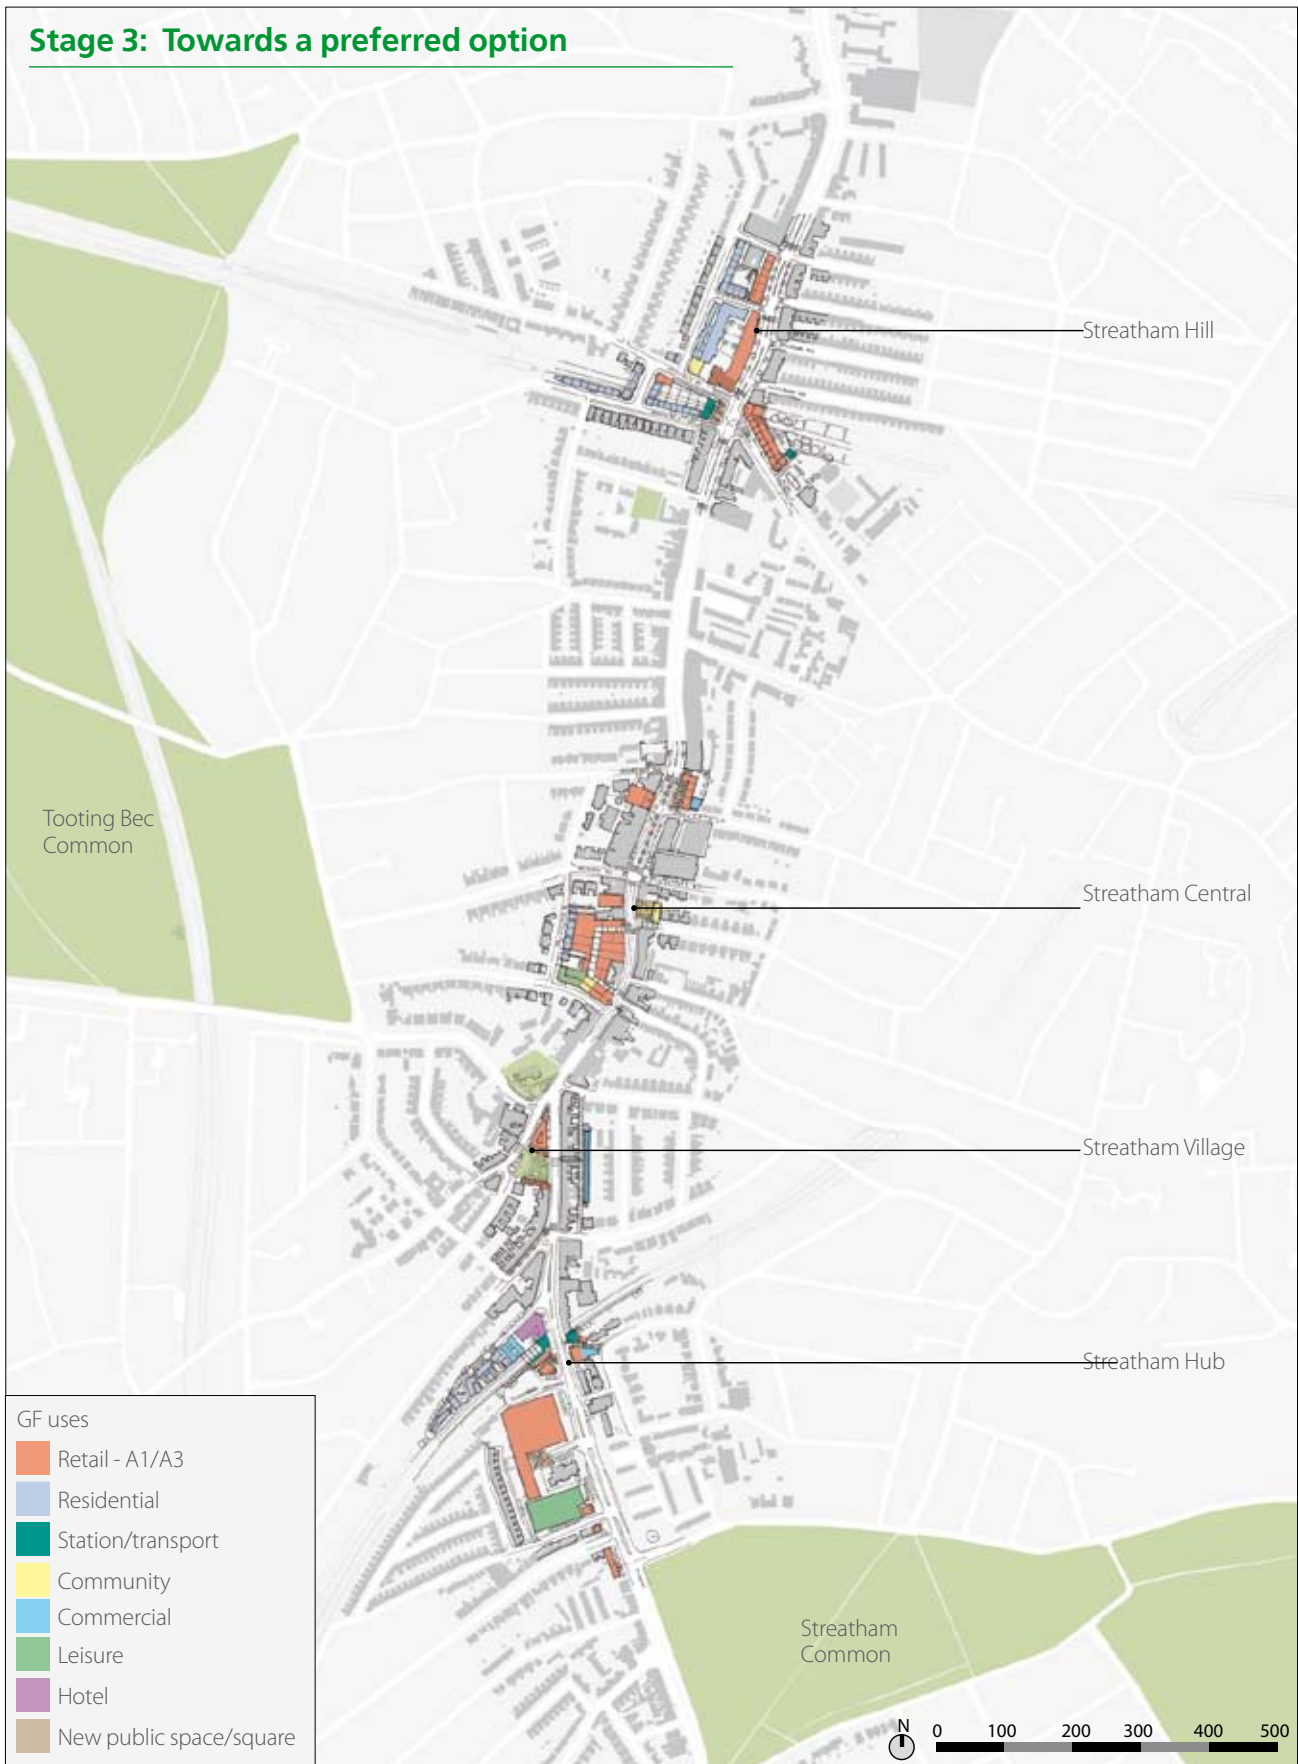 Stage 3: Towards a preferred option
Streatham Hill
Tooting Bec
Common
Streatham Central
Streatham Village
Streatham Hub
GF uses
Retail - A1/A3
Residential
Station/transport
Community
Commercial
Leisure
Hotel
New public space/square
Streatham
Common
N 0 100 200 300 400 500